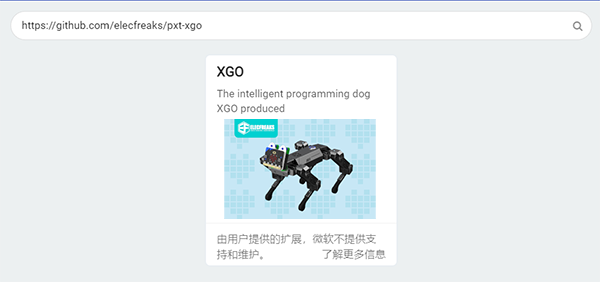 https://github.com/elecfreaks/pxt-xgo
XGO
The intelligent programming dog
XGO produced
ELECFREAKS
由用户提供的扩展，微软不提供支
持和维护。 了解更多信息